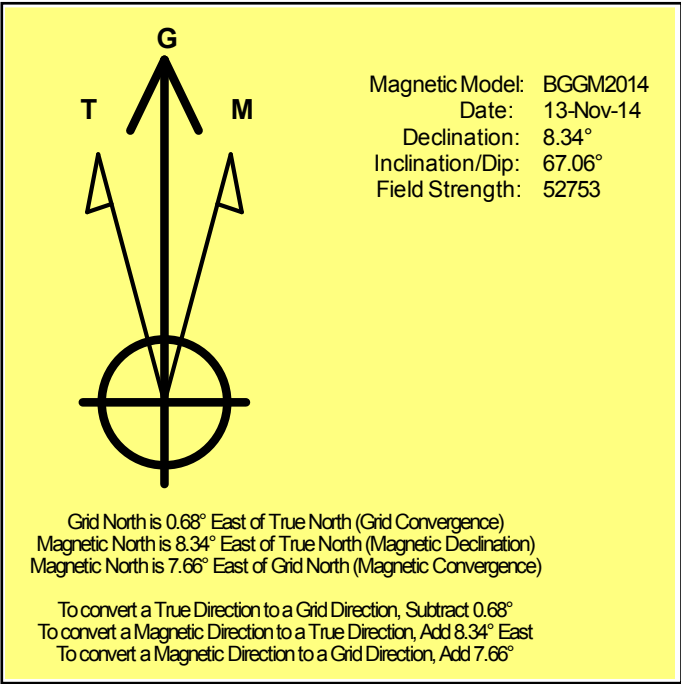 G
T M
Magnetic Model: BGGM2014
Date: 13-Nov-14
Declination: 8.34°
Inclination/Dip: 67.06°
Field Strength: 52753
Grid North is 0.68° East of True North (Grid Convergence)
Magnetic North is 8.34° East of True North (Magnetic Declination)
Magnetic North is 7.66° East of Grid North (Magnetic Convergence)
To convert a True Direction to a Grid Direction, Subtract 0.68°
To convert a Magnetic Direction to a True Direction, Add 8.34° East
To convert a Magnetic Direction to a Grid Direction, Add 7.66°